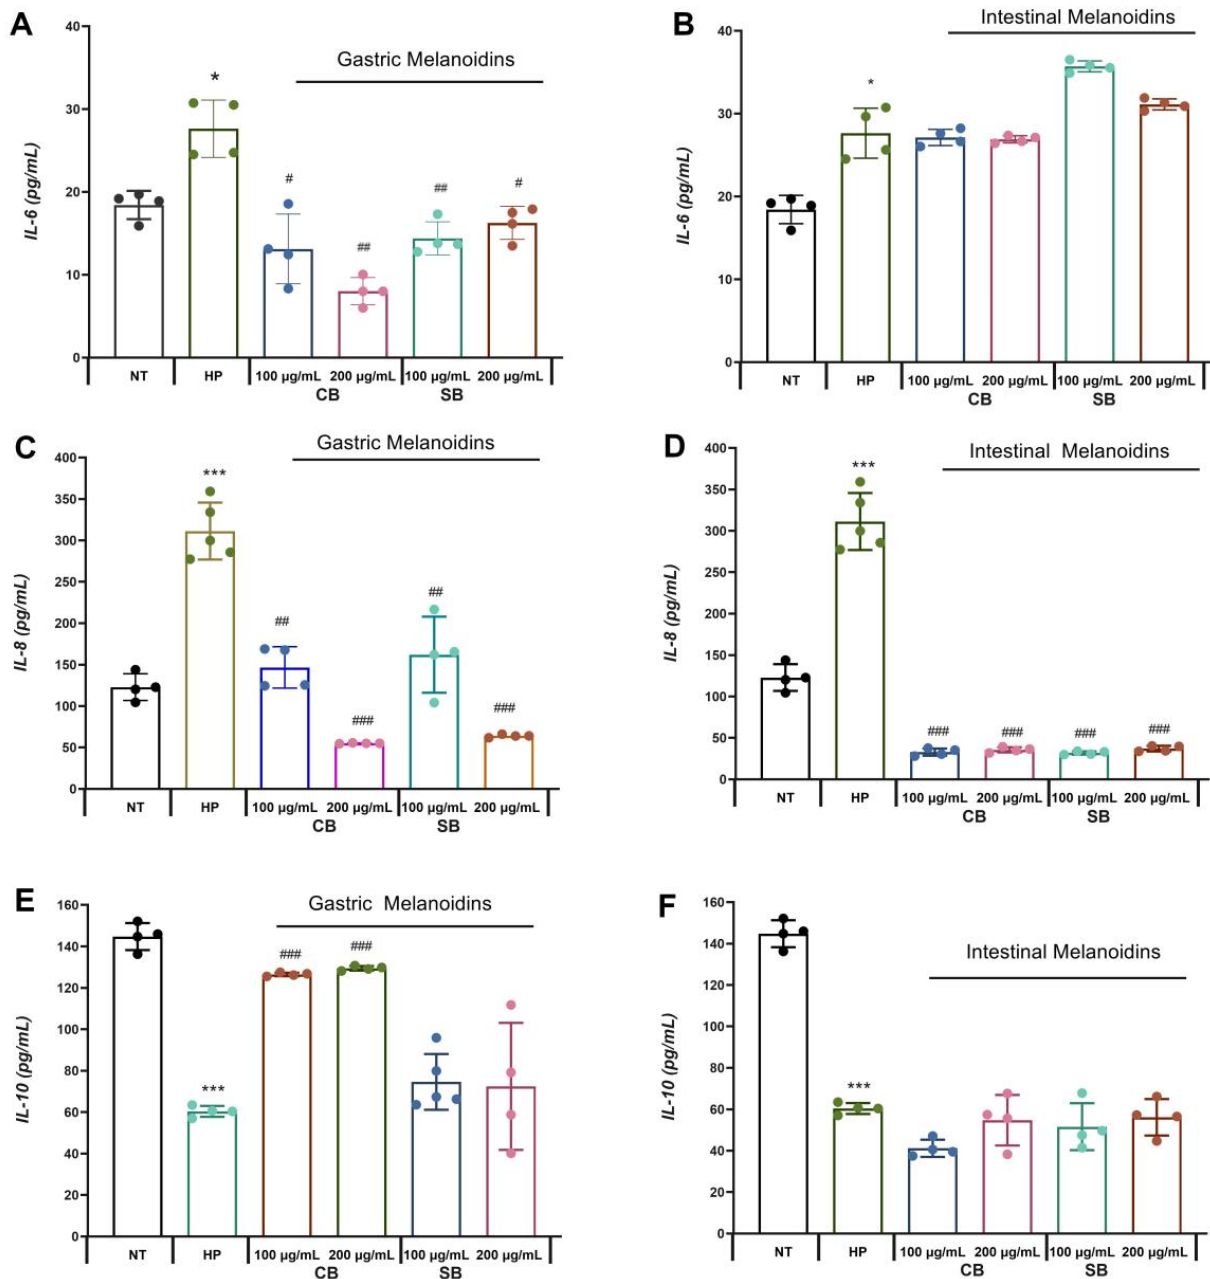 A
Gastric Melanoidins
IL-6 (pg/mL)
40
30
20
10
0
*
#
##
##
#
NT
HP
100 µg/mL
200 µg/mL
100 µg/mL
200 µg/mL
CB
SB
B
Intestinal Melanoidins
IL-6 (pg/mL)
40
30
20
10
0
*
NT
HP
100 µg/mL
200 µg/mL
100 µg/mL
200 µg/mL
CB
SB
C
Gastric Melanoidins
IL-8 (pg/mL)
400
350
300
250
200
150
100
50
0
***
##
###
##
###
NT
HP
100 µg/mL
200 µg/mL
100 µg/mL
200 µg/mL
CB
SB
D
Intestinal Melanoidins
IL-8 (pg/mL)
400
350
300
250
200
150
100
50
0
***
###
###
###
###
NT
HP
100 µg/mL
200 µg/mL
100 µg/mL
200 µg/mL
CB
SB
E
Gastric Melanoidins
IL-10 (pg/mL)
160
140
120
100
80
60
40
20
0
***
###
###
NT
HP
100 µg/mL
200 µg/mL
100 µg/mL
200 µg/mL
CB
SB
F
Intestinal Melanoidins
IL-10 (pg/mL)
160
140
120
100
80
60
40
20
0
***
NT
HP
100 µg/mL
200 µg/mL
100 µg/mL
200 µg/mL
CB
SB